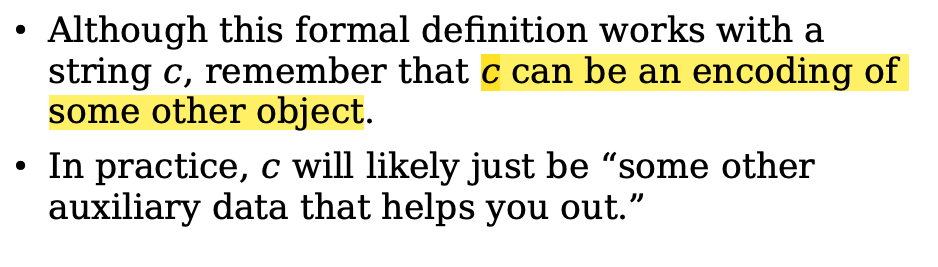 • Although this formal definition works with a
string c, remember that c can be an encoding of
some other object.
• In practice, c will likely just be “some other
auxiliary data that helps you out.”